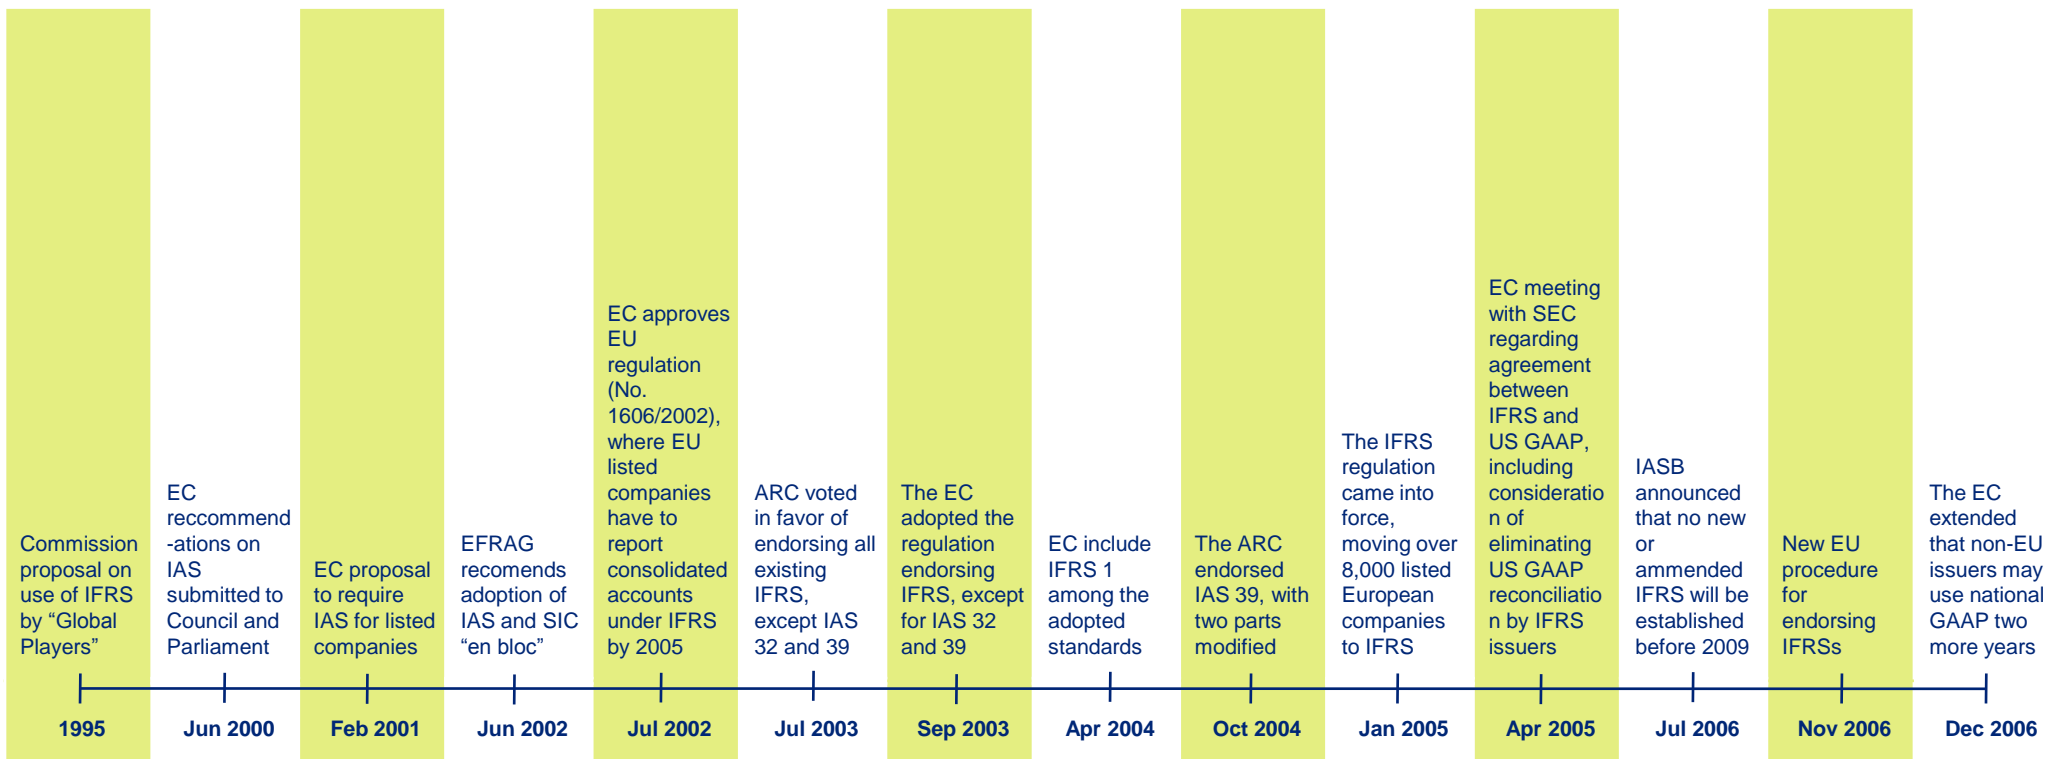 Commission
proposal on
use of IFRS
by “Global
Players”
1995
EC
reccommend
-ations on
IAS
submitted to
Council and
Parliament
Jun 2000
EC proposal
to require
IAS for listed
companies
Feb 2001
EFRAG
recomends
adoption of
IAS and SIC
“en bloc”
Jun 2002
EC approves
EU
regulation
(No.
1606/2002),
where EU
listed
companies
have to
report
consolidated
accounts
under IFRS
by 2005
Jul 2002
ARC voted
in favor of
endorsing all
existing
IFRS,
except IAS
32 and 39
Jul 2003
The EC
adopted the
regulation
endorsing
IFRS, except
for IAS 32
and 39
Sep 2003
EC include
IFRS 1
among the
adopted
standards
Apr 2004
The ARC
endorsed
IAS 39, with
two parts
modified
Oct 2004
The IFRS
regulation
came into
force,
moving over
8,000 listed
European
companies
to IFRS
Jan 2005
EC meeting
with SEC
regarding
agreement
between
IFRS and
US GAAP,
including
consideratio
n of
eliminating
US GAAP
reconciliatio
n by IFRS
issuers
Apr 2005
IASB
announced
that no new
or
ammended
IFRS will be
established
before 2009
Jul 2006
New EU
procedure
for
endorsing
IFRSs
Nov 2006
The EC
extended
that non-EU
issuers may
use national
GAAP two
more years
Dec 2006